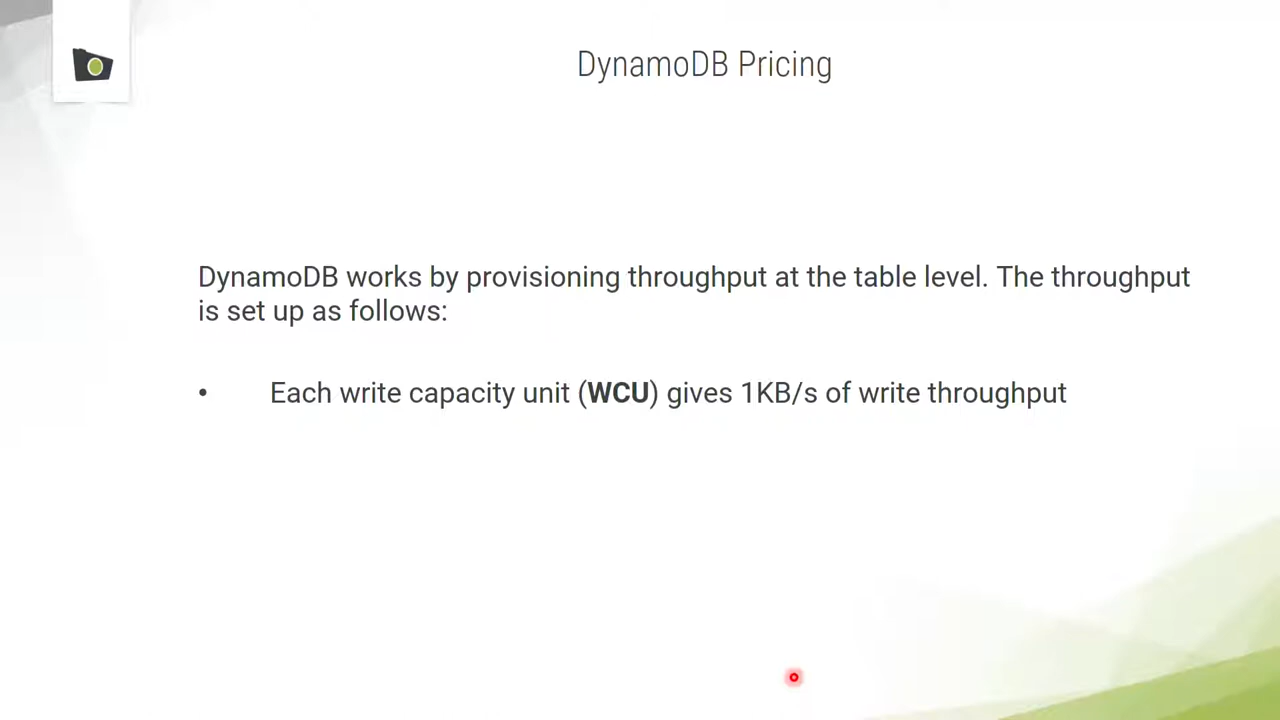 DynamoDB Pricing
DynamoDB works by provisioning throughput at the table level. The throughput
is set up as follows:
• Each write capacity unit (WCU) gives 1KB/s of write throughput